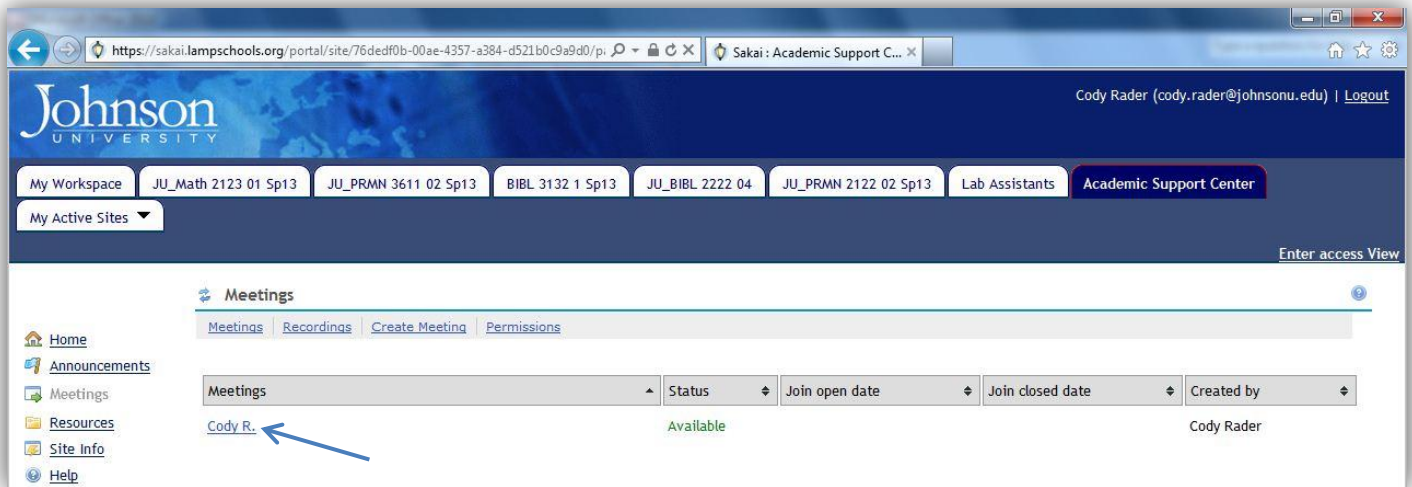 https://sakai.lampschools.org/portal/site/76dedf0b-00ae-4357-a384-d521b0c9a9d0/p
Sakai : Academic Support C...
Johnson
UNIVERSITY
Cody Rader (cody.rader@johnsonu.edu) | Logout
My Workspace JU_Math 2123 01 Sp13 JU_PRMN 3611 02 Sp13 BIBL 3132 1 Sp13 JU_BIBL 2222 04 JU_PRMN 2122 02 Sp13 Lab Assistants Academic Support Center
My Active Sites
Enter access View
Meetings
Meetings Recordings Create Meeting Permissions
Home
Announcements
Meetings
Resources
Site Info
Help
Meetings Status Join open date Join closed date Created by
Cody R. Available Cody Rader